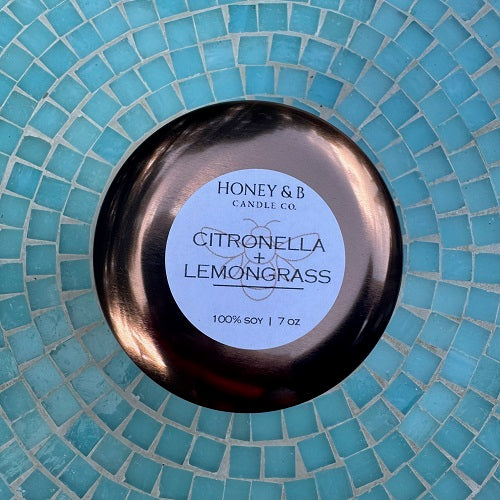 HONEY & B
CANDLE CO.
CITRONELLA
+
LEMONGRASS
100% SOY | 7 OZ